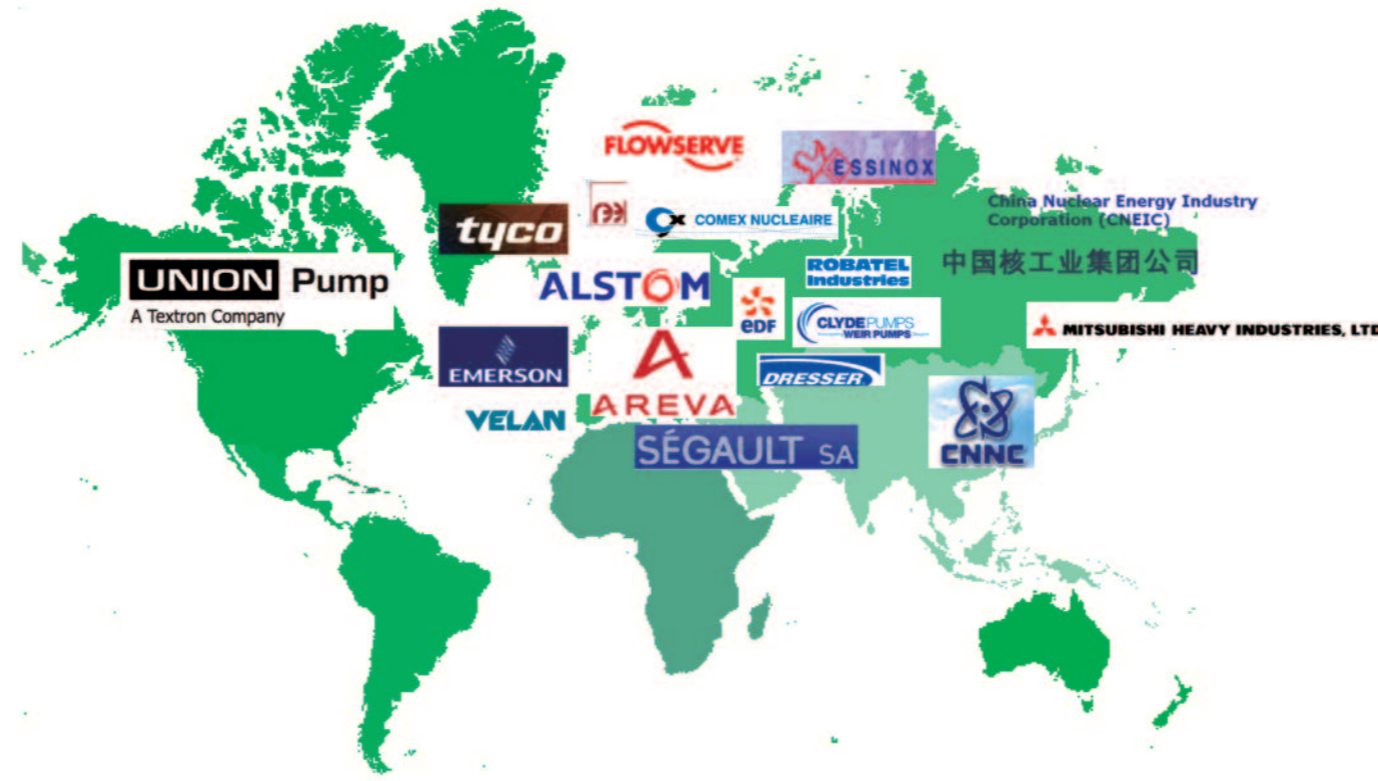 FLOWSERVE
ESSINOX
China Nuclear Energy Industry
Corporation (CNEIC)
tyco
COMEX NUCLEAIRE
中国核工业集团公司
UNION Pump
A Textron Company
ALSTOM
ROBATEL
Industries
eDF
CLYDEPUMPS
WEIR PUMPS
MITSUBISHI HEAVY INDUSTRIES, LTD
EMERSON
AREVA
DRESSER
VELAN
SÉGAULT SA
CNNC